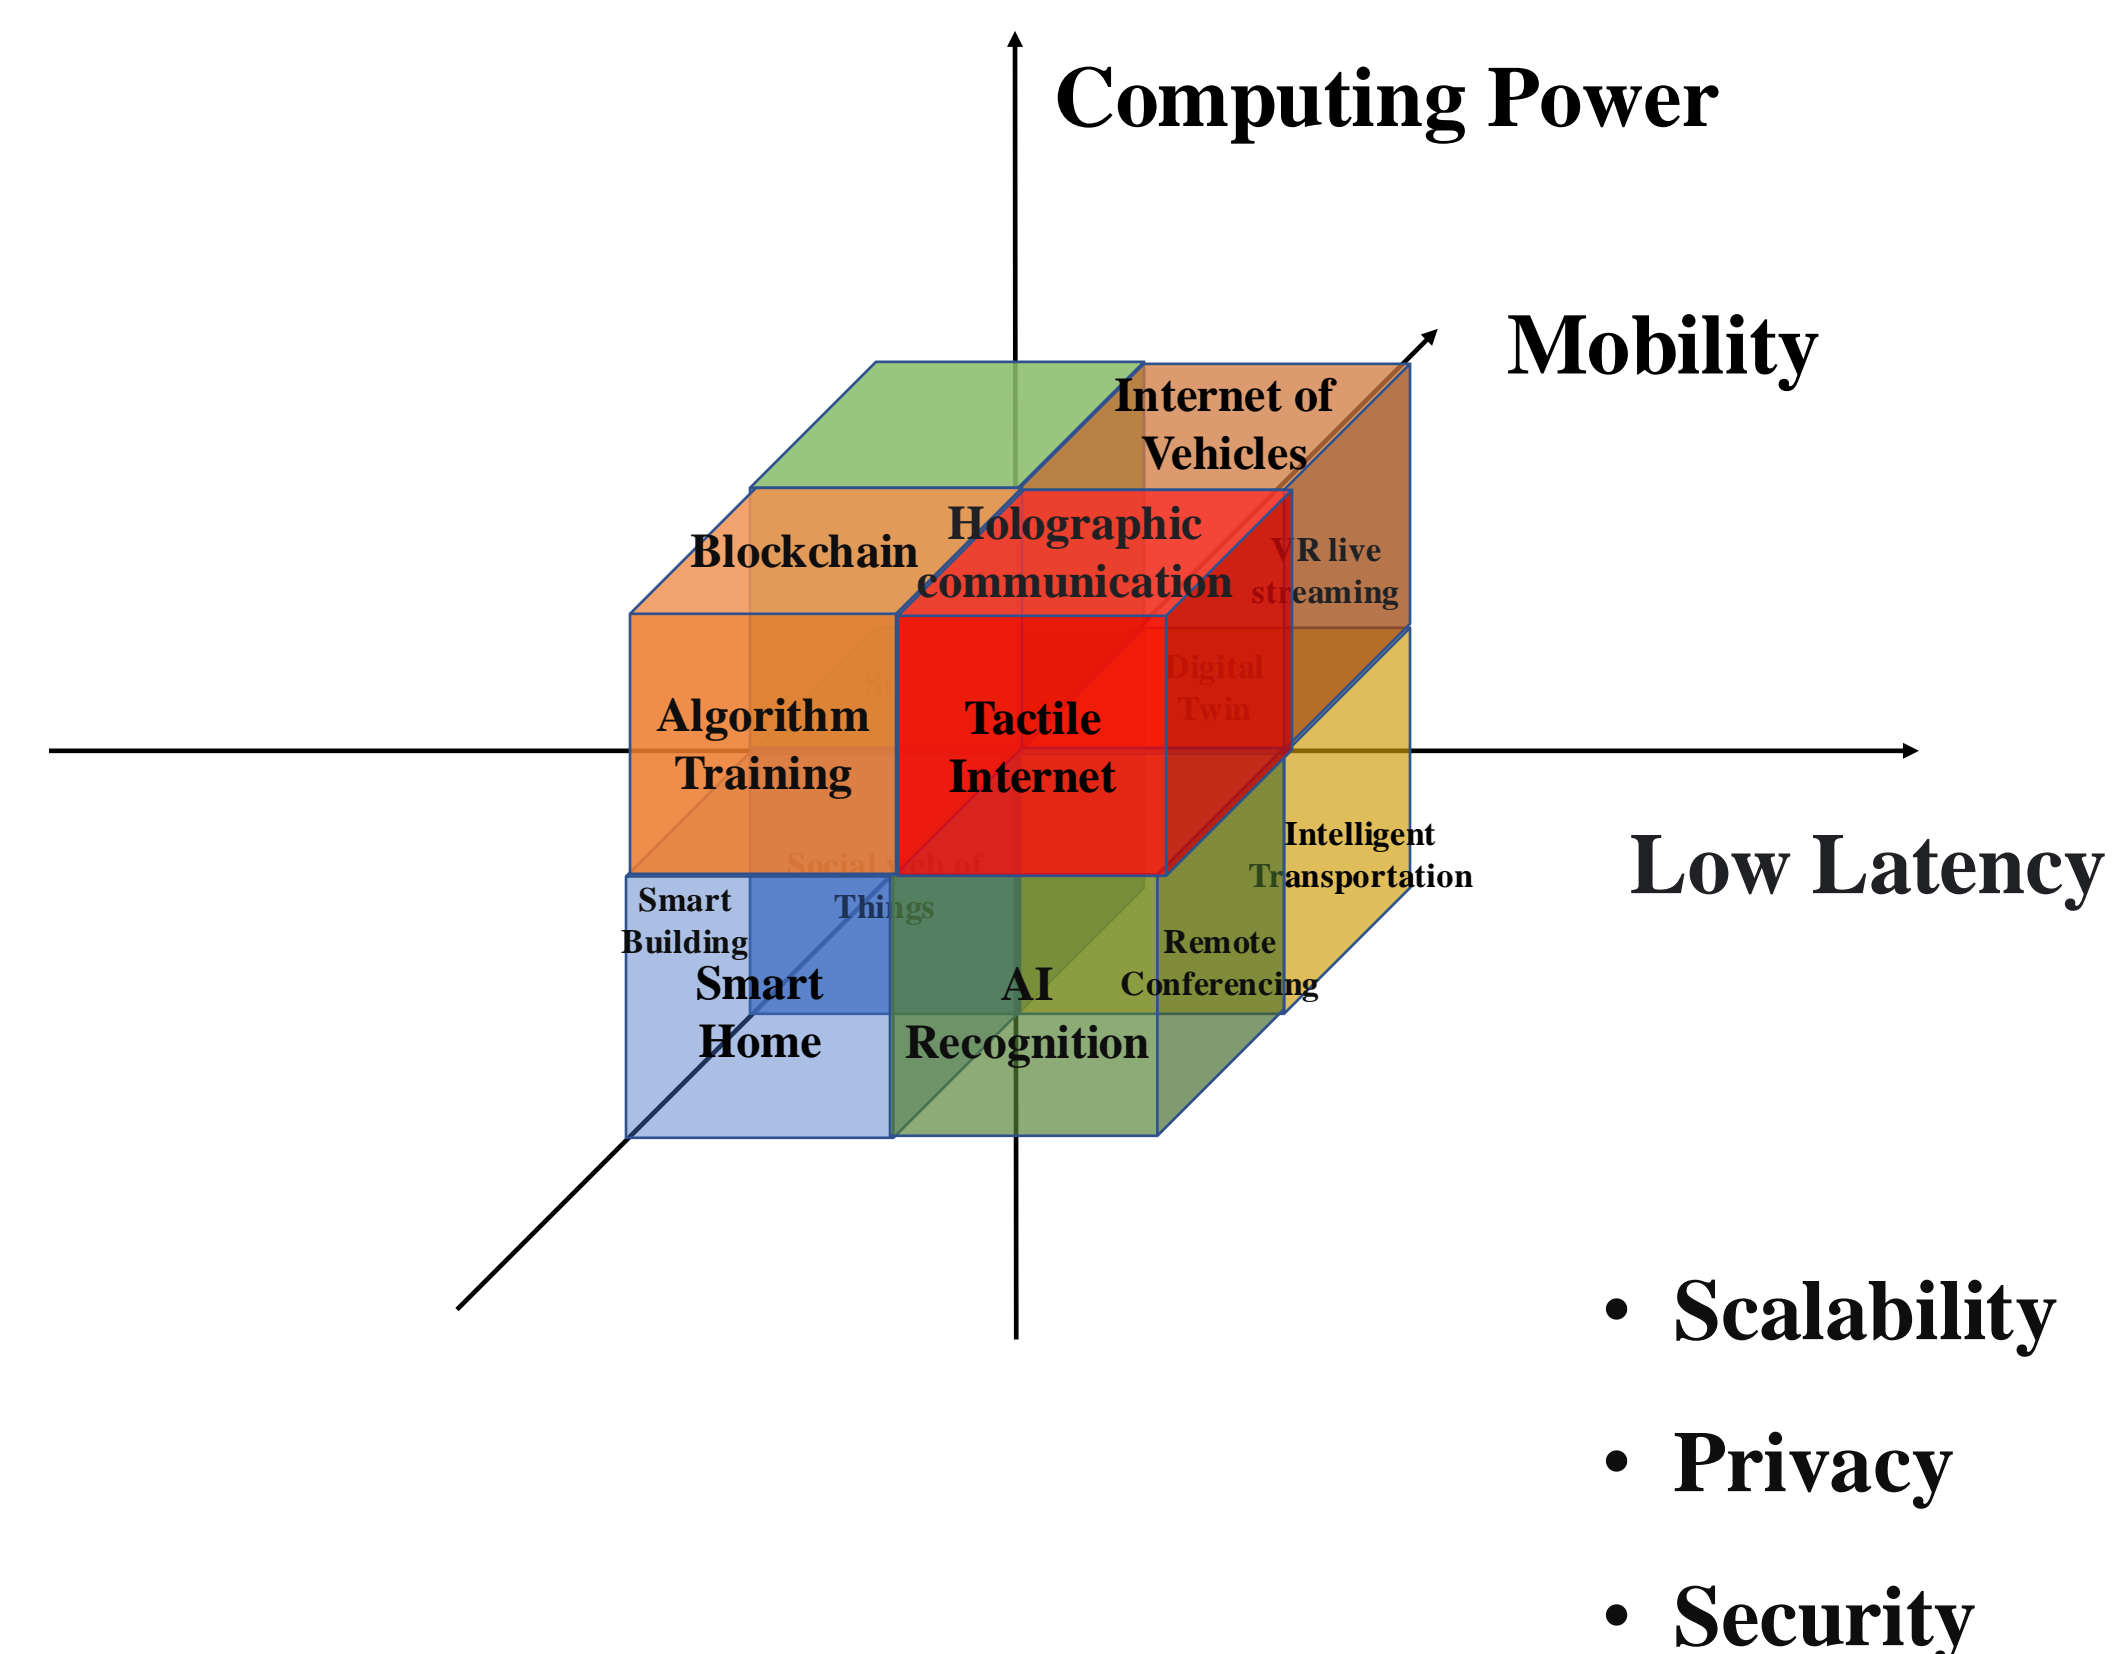 Computing Power
Mobility
Internet of
Vehicles
Holographic
communication
Blockchain
VR live
streaming
Digital
Twin
Algorithm
Training
Tactile
Internet
Low Latency
Intelligent
Transportation
Social web of
Things
Smart
Building
Remote
Conferencing
Smart
Home
AI
Recognition
• Scalability
• Privacy
• Security